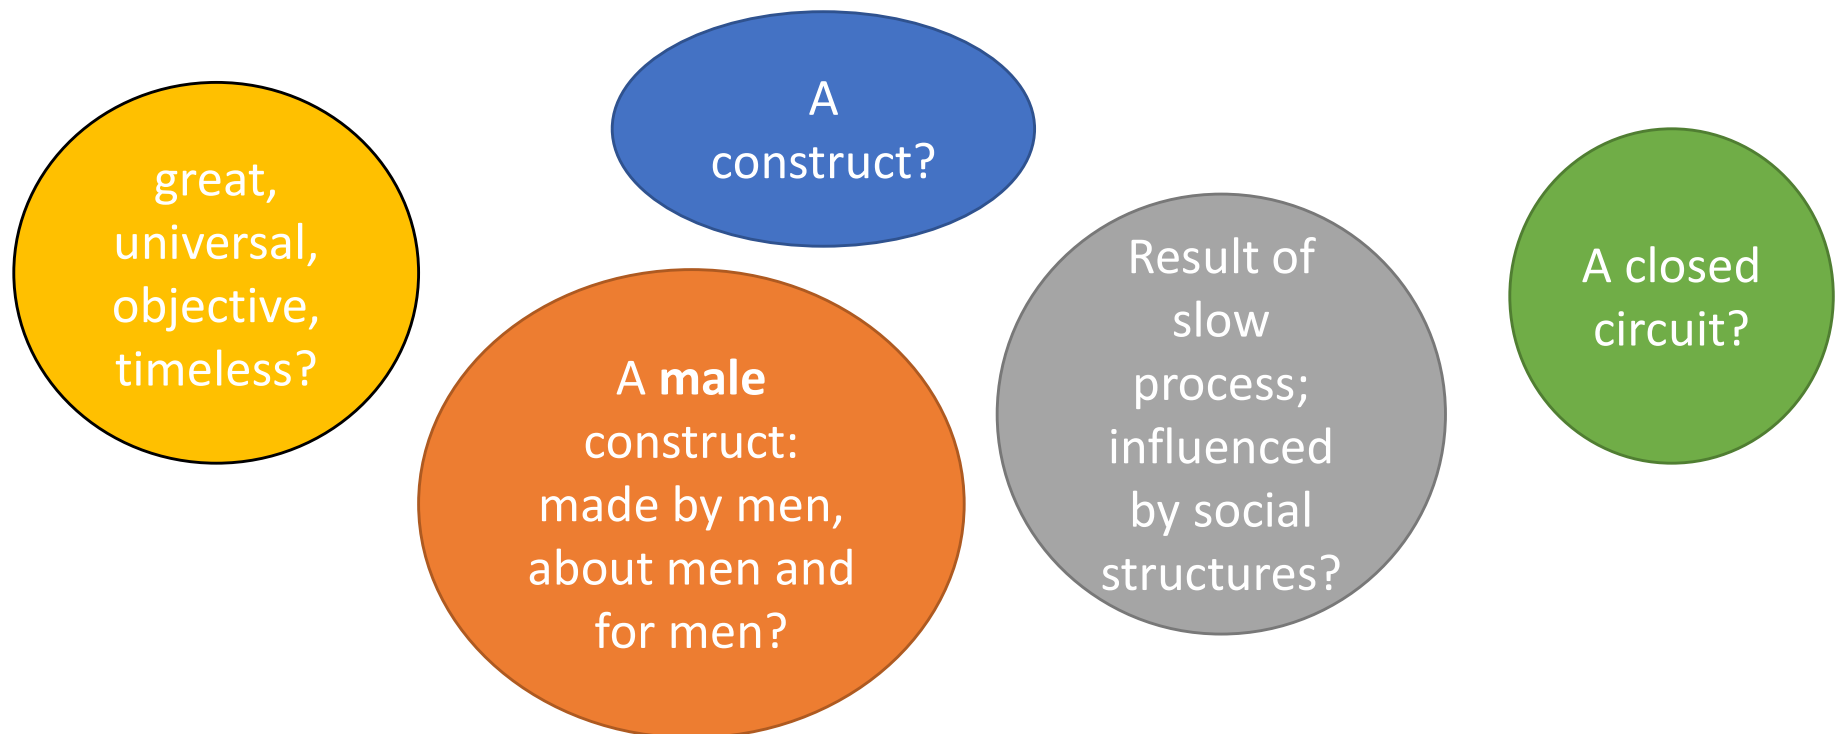 great,
universal,
objective,
timeless?
A
construct?
A male
construct:
made by men,
about men and
for men?
Result of
slow
process;
influenced
by social
structures?
A closed
circuit?